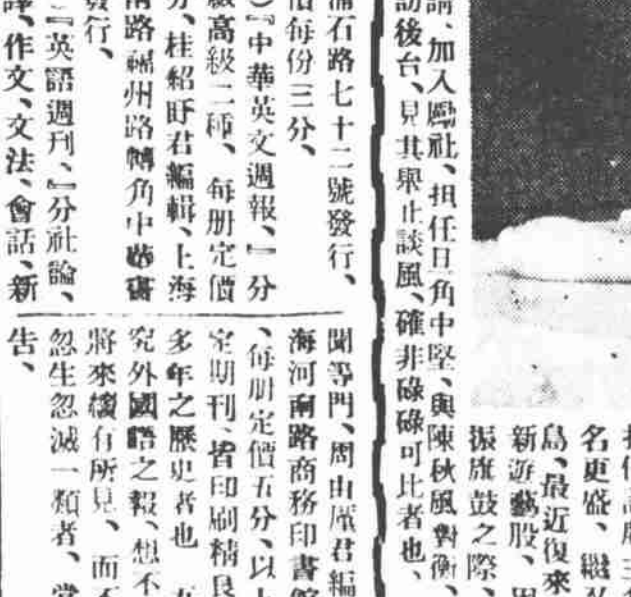 振旗鼓之際、
新遊藝股、
島、最近復來
名更盛、繼
請、加入勵社、担任日角中堅、與陳秋風對衡、
訪後台、見其舉止談風、確非碌碌可比者也、
蒲石路七十二號發行、
價每份三分、
『中華英文週報、』分
級高級二種、每册定價
分、桂紹盱君編輯、上海
南路福州路轉角中華書
發行、
『英語週刊、』分社論、
譯、作文、文法、會話、新
聞等門、周由廑君編
海河南路商務印書館
、每册定價五分、以上
定期刊、皆印刷精良
多年之歷史者也
究外國語之報、想不
將來續有所見、而不
忽生忽滅一類者、當
告、